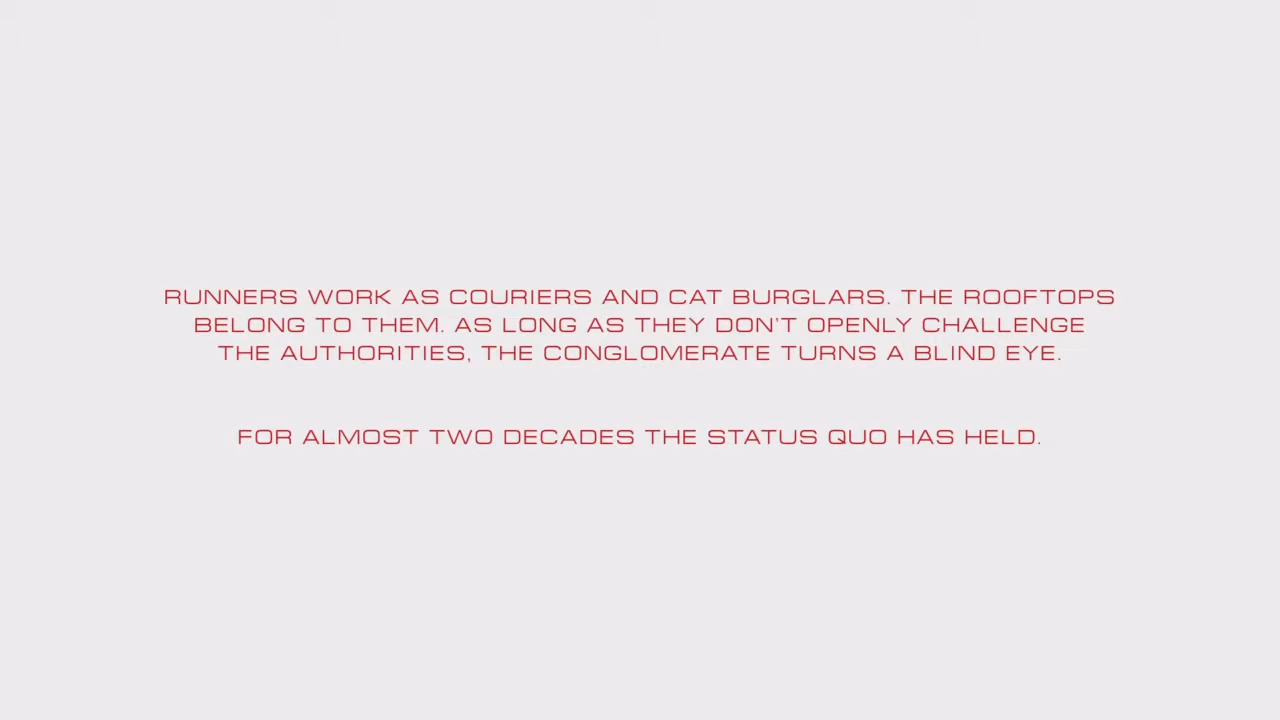 RUNNERS WORK AS COURIERS AND CAT BURGLARS. THE ROOFTOPS
BELONG TO THEM. AS LONG AS THEY DON'T OPENLY CHALLENGE
THE AUTHORITIES, THE CONGLOMERATE TURNS A BLIND EYE.
FOR ALMOST TWO DECADES THE STATUS QUO HAS HELD.